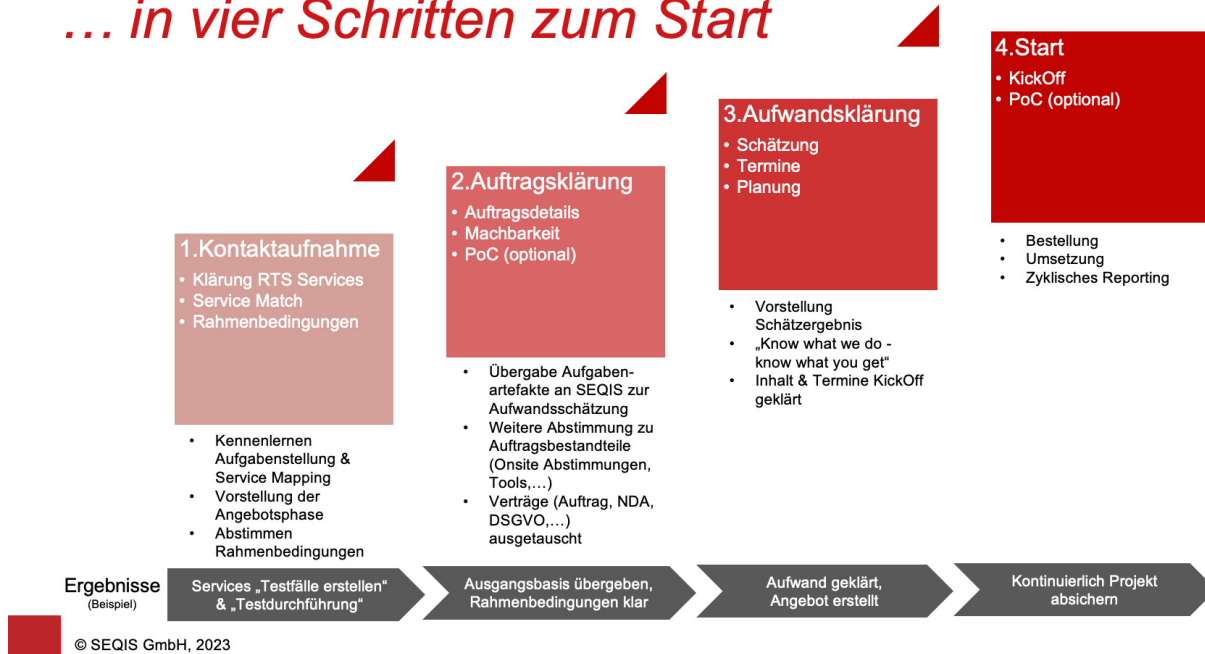 … in vier Schritten zum Start
1.Kontaktaufnahme
• Klärung RTS Services
• Service Match
• Rahmenbedingungen
• Kennenlernen
Aufgabenstellung &
Service Mapping
• Vorstellung der
Angebotsphase
• Abstimmen
Rahmenbedingungen
2.Auftragsklärung
• Auftragsdetails
• Machbarkeit
• PoC (optional)
• Übergabe Aufgaben-
artefakte an SEQIS zur
Aufwandsschätzung
• Weitere Abstimmung zu
Auftragsbestandteile
(Onsite Abstimmungen,
Tools,…)
• Verträge (Auftrag, NDA,
DSGVO,…)
ausgetauscht
3.Aufwandsklärung
• Schätzung
• Termine
• Planung
• Vorstellung
Schätzergebnis
• „Know what we do -
know what you get“
• Inhalt & Termine KickOff
geklärt
4.Start
• KickOff
• PoC (optional)
• Bestellung
• Umsetzung
• Zyklisches Reporting
Ergebnisse
(Beispiel)
Services „Testfälle erstellen“
& „Testdurchführung“
Ausgangsbasis übergeben,
Rahmenbedingungen klar
Aufwand geklärt,
Angebot erstellt
Kontinuierlich Projekt
absichern
© SEQIS GmbH, 2023